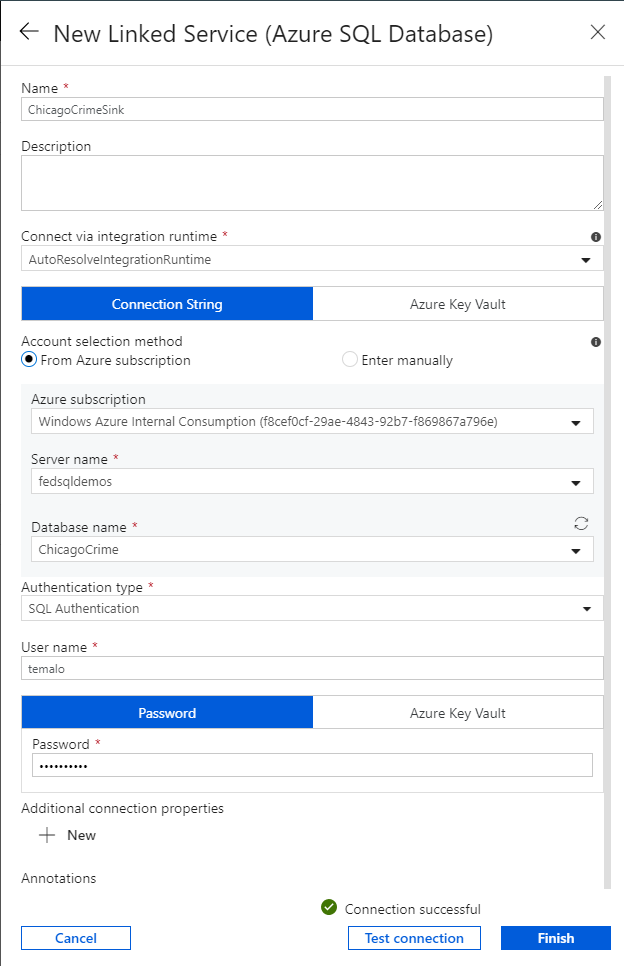 New Linked Service (Azure SQL Database)
Name *
ChicagoCrimeSink
Description
Connect via integration runtime *
AutoResolveIntegrationRuntime
Connection String
Azure Key Vault
Account selection method
From Azure subscription
Enter manually
Azure subscription
Windows Azure Internal Consumption (f8cef0cf-29ae-4843-92b7-f869867a796e)
Server name *
fedsqldemos
Database name *
ChicagoCrime
Authentication type *
SQL Authentication
User name *
temalo
Password
Azure Key Vault
Password *
••••••••••
Additional connection properties
+ New
Annotations
Connection successful
Cancel
Test connection
Finish